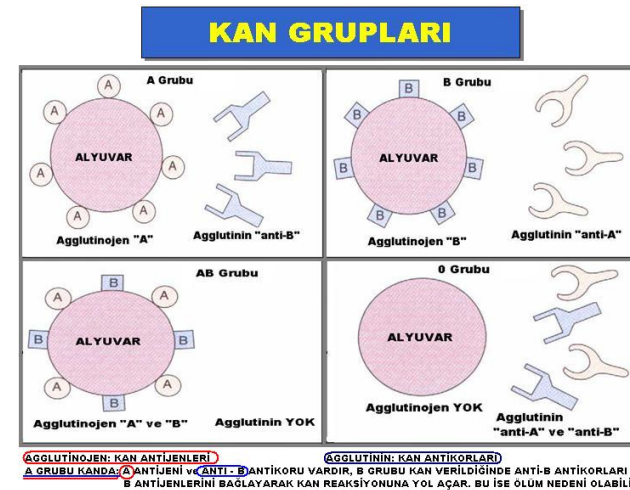 KAN GRUPLARI
A Grubu
A
A
A
A
A
A
A
ALYUVAR
Agglutinojen "A"
Agglutinin "anti-B"
B Grubu
B
B
B
B
B
B
B
ALYUVAR
Agglutinojen "B"
Agglutinin "anti-A"
AB Grubu
B
A
A
B
B
A
A
B
ALYUVAR
Agglutinojen "A" ve "B"
Agglutinin YOK
0 Grubu
ALYUVAR
Agglutinojen YOK
Agglutinin
"anti-A" ve "anti-B"
AGGLUTİNOJEN: KAN ANTİJENLERİ
AGGLUTİNİN: KAN ANTİKORLARI
A GRUBU KANDA: A ANTİJENİ ve ANTI - B ANTİKORU VARDIR, B GRUBU KAN VERİLDİĞİNDE ANTİ-B ANTİKORLARI
B ANTİJENLERİNİ BAĞLAYARAK KAN REAKSİYONUNA YOL AÇAR. BU İSE ÖLÜM NEDENİ OLABİLİ